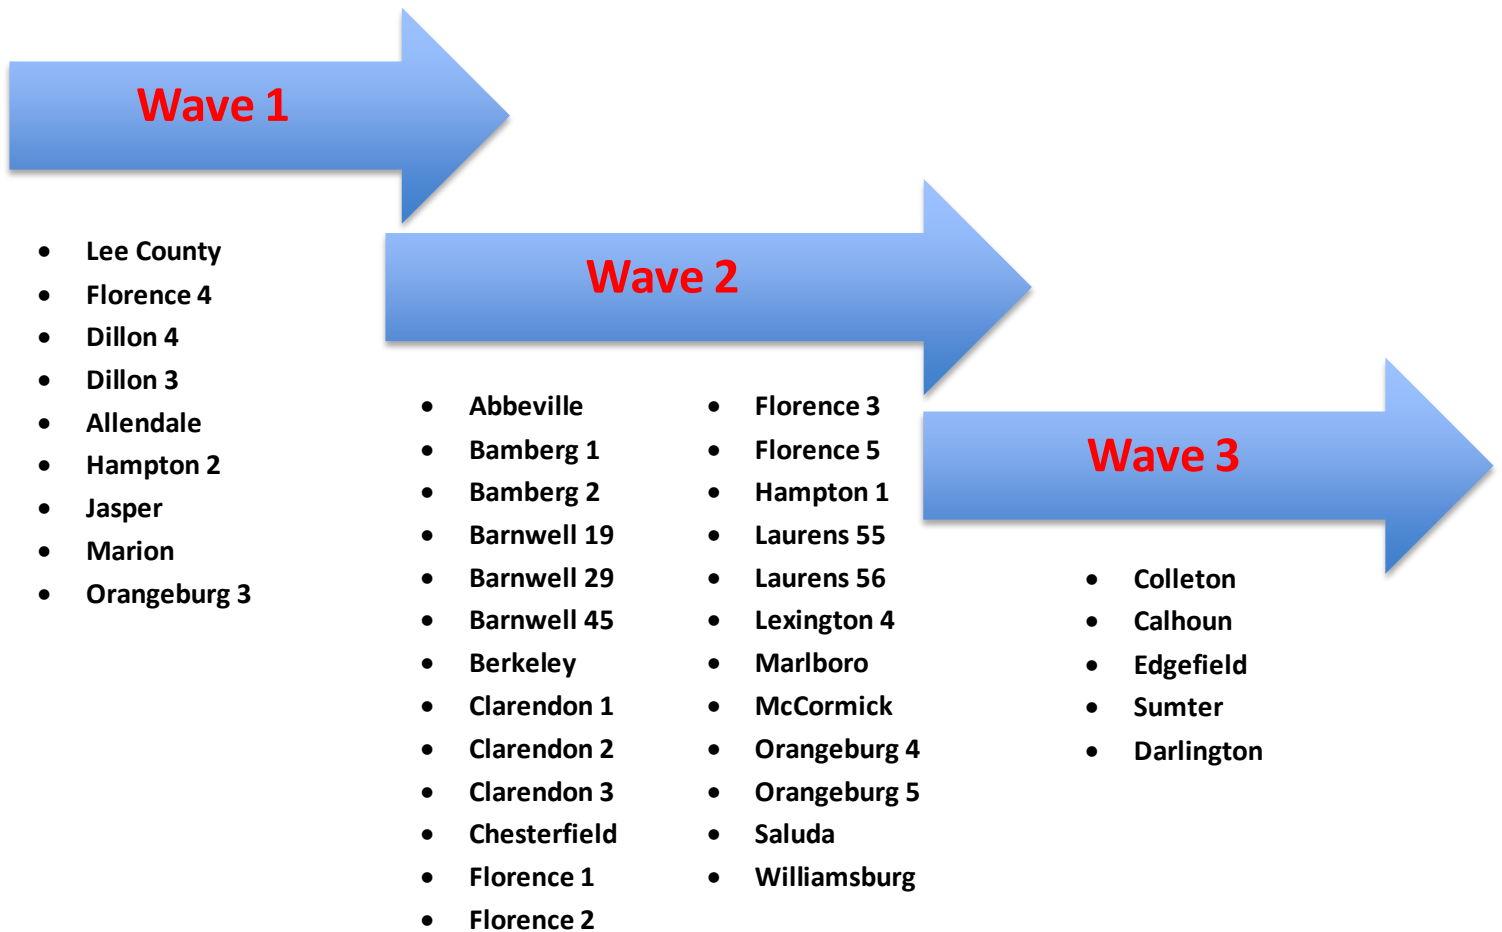 Wave 1
• Lee County
• Florence 4
• Dillon 4
• Dillon 3
• Allendale
• Hampton 2
• Jasper
• Marion
• Orangeburg 3
Wave 2
• Abbeville
• Bamberg 1
• Bamberg 2
• Barnwell 19
• Barnwell 29
• Barnwell 45
• Berkeley
• Clarendon 1
• Clarendon 2
• Clarendon 3
• Chesterfield
• Florence 1
• Florence 2
• Florence 3
• Florence 5
• Hampton 1
• Laurens 55
• Laurens 56
• Lexington 4
• Marlboro
• McCormick
• Orangeburg 4
• Orangeburg 5
• Saluda
• Williamsburg
Wave 3
• Colleton
• Calhoun
• Edgefield
• Sumter
• Darlington